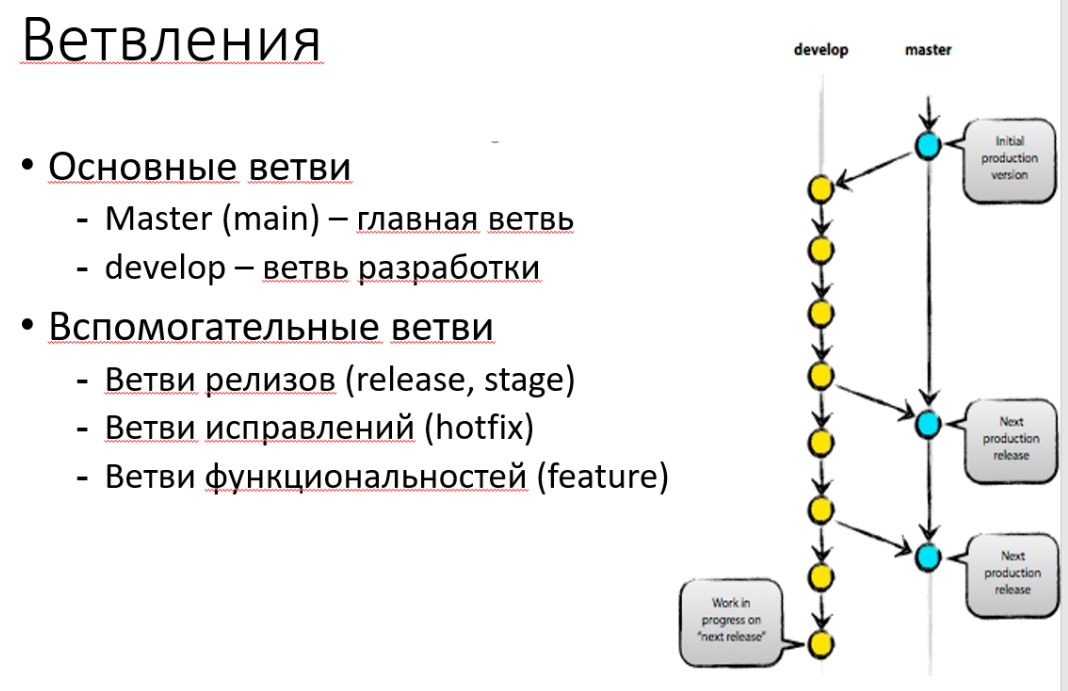 Ветвления
• Основные ветви
- Master (main) – главная ветвь
- develop – ветвь разработки
• Вспомогательные ветви
- Ветви релизов (release, stage)
- Ветви исправлений (hotfix)
- Ветви функциональностей (feature)
develop
master
Initial
production
version
Next
production
release
Next
production
release
Work in
progress on
"next release"